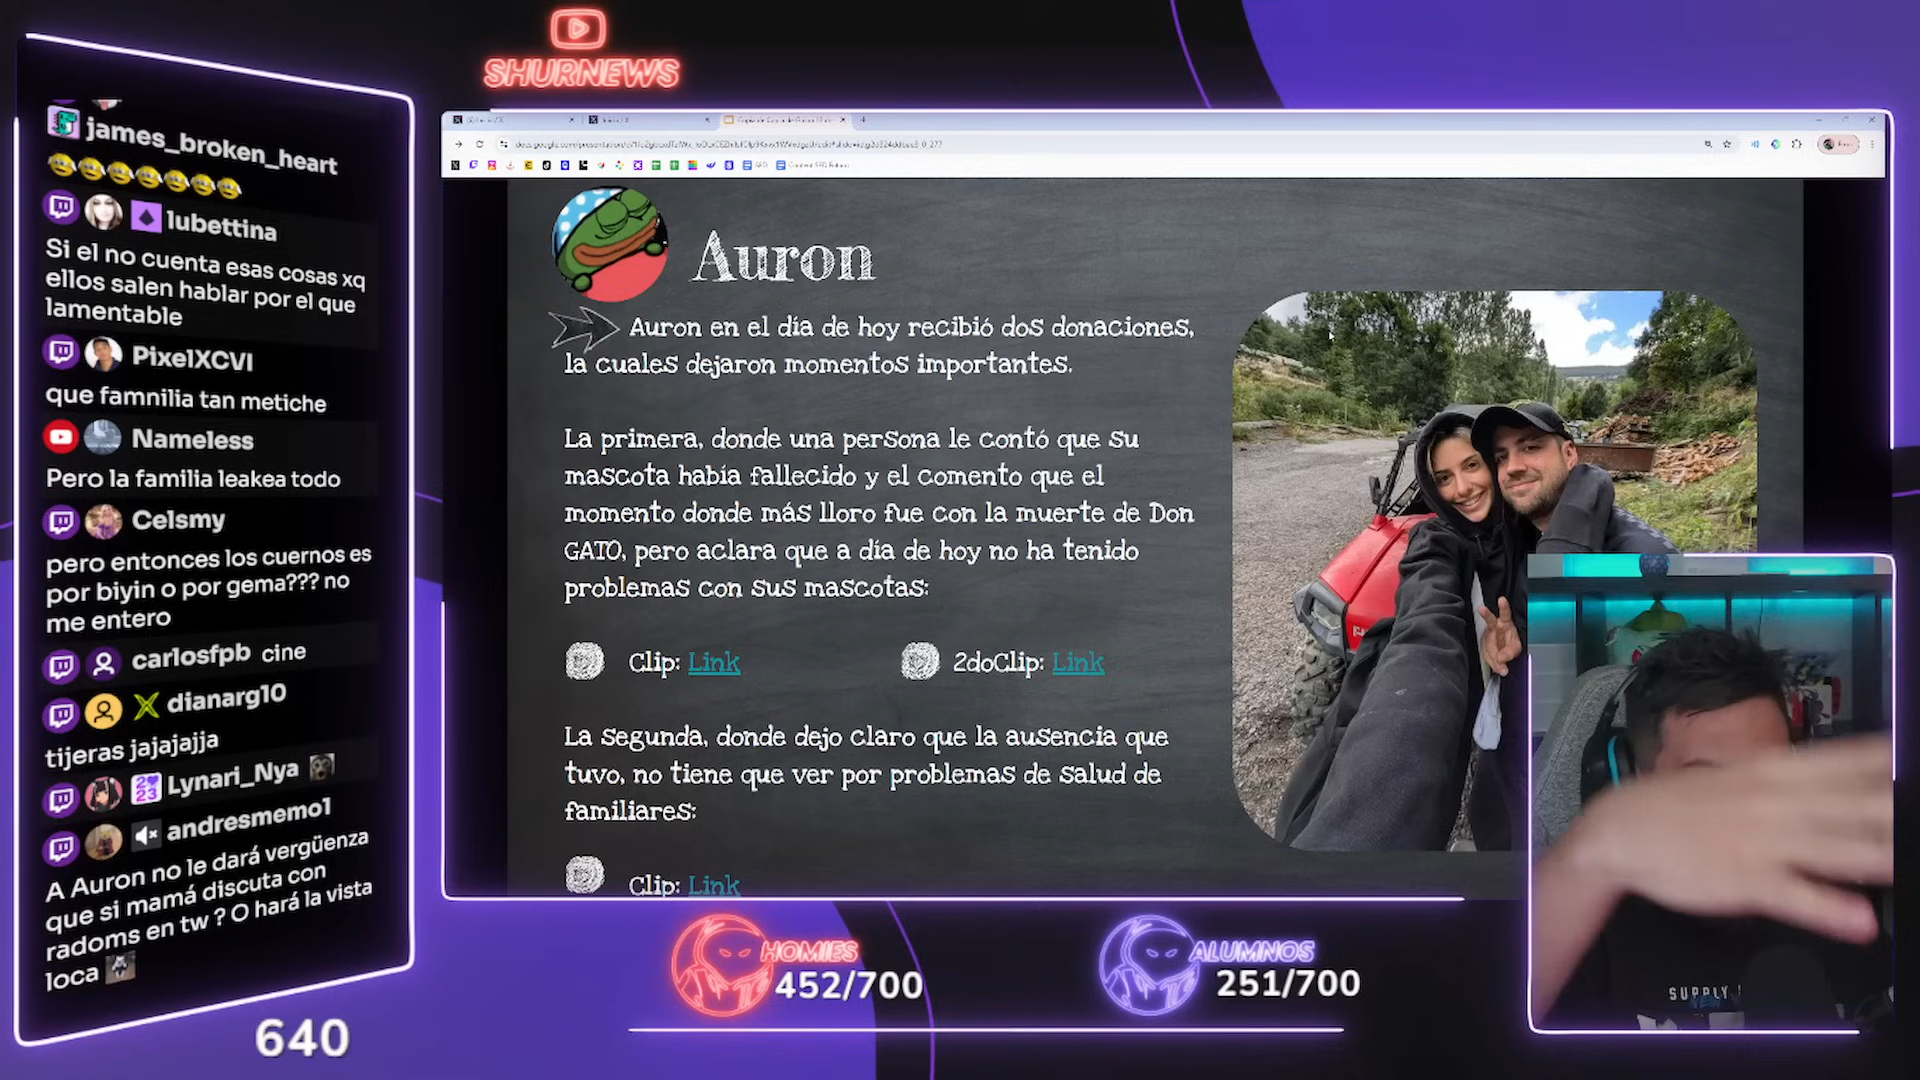 SHURNEWS
james_broken_heart
lubettina
Si el no cuenta esas cosas xq
ellos salen hablar por el que
lamentable
PixelXCVI
que famnilia tan metiche
Nameless
Pero la familia leakea todo
Celsmy
pero entonces los cuernos es
por biyin o por gema??? no
me entero
carlosfpb cine
dianarg10
tijeras jajajajja
Lynari_Nya
andresmemo1
A Auron no le dará vergüenza
que si mamá discuta con
radoms en tw ? O hará la vista
loca
640
Auron
Auron en el día de hoy recibió dos donaciones,
la cuales dejaron momentos importantes.
La primera, donde una persona le contó que su
mascota había fallecido y el comento que el
momento donde más lloro fue con la muerte de Don
GATO, pero aclara que a día de hoy no ha tenido
problemas con sus mascotas:
Clip: Link
2doClip: Link
La segunda, donde dejo claro que la ausencia que
tuvo, no tiene que ver por problemas de salud de
familiares:
Clip: Link
HOMIES
452/700
ALUMNOS
251/700
SUPPLY